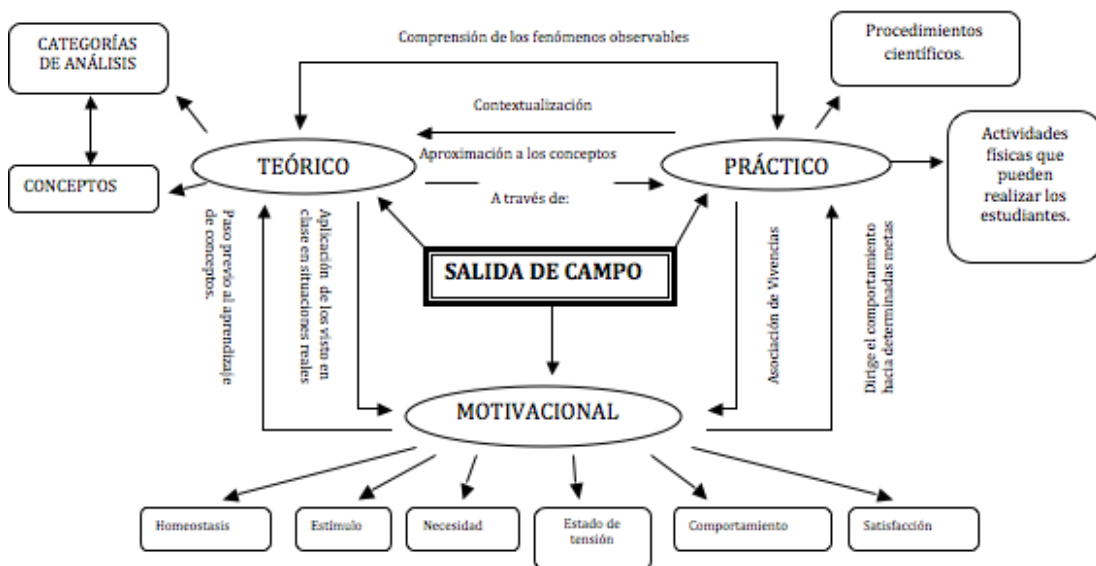 Comprensión de los fenómenos observables
CATEGORÍAS
DE ANÁLISIS
Procedimientos
científicos.
Contextualización
TEÓRICO
Aproximación a los conceptos
PRÁCTICO
Actividades
físicas que
pueden
realizar los
estudiantes.
CONCEPTOS
A través de:
Paso previo al aprendizaje
de conceptos.
Aplicación de los visto en
clase en situaciones reales
SALIDA DE CAMPO
Asociación de Vivencias
Dirige el comportamiento
hacia determinadas metas
MOTIVACIONAL
Homeostasis
Estímulo
Necesidad
Estado de
tensión
Comportamiento
Satisfacción